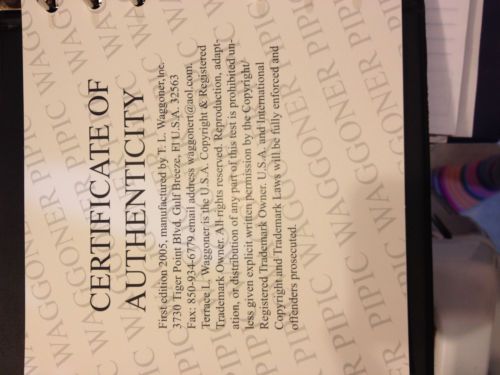 CERTIFICATE OF
AUTHENTICITY
First edition 2005, manufactured by T. L. Waggoner, Inc.
3730 Tiger Point Blvd, Gulf Breeze, Fl U.S.A. 32563
Fax: 850-934-6779 email address waggonert@aol.com.
Terrace L. Waggoner is the U.S.A. Copyright & Registered
Trademark Owner. All rights reserved. Reproduction, adapt-
ation, or distribution of any part of this test is prohibited un-
less given explicit written permission by the Copyright/
Registered Trademark Owner. U.S.A. and International
Copyright and Trademark Laws will be fully enforced and
offenders prosecuted.
WAGGONER PIPIC